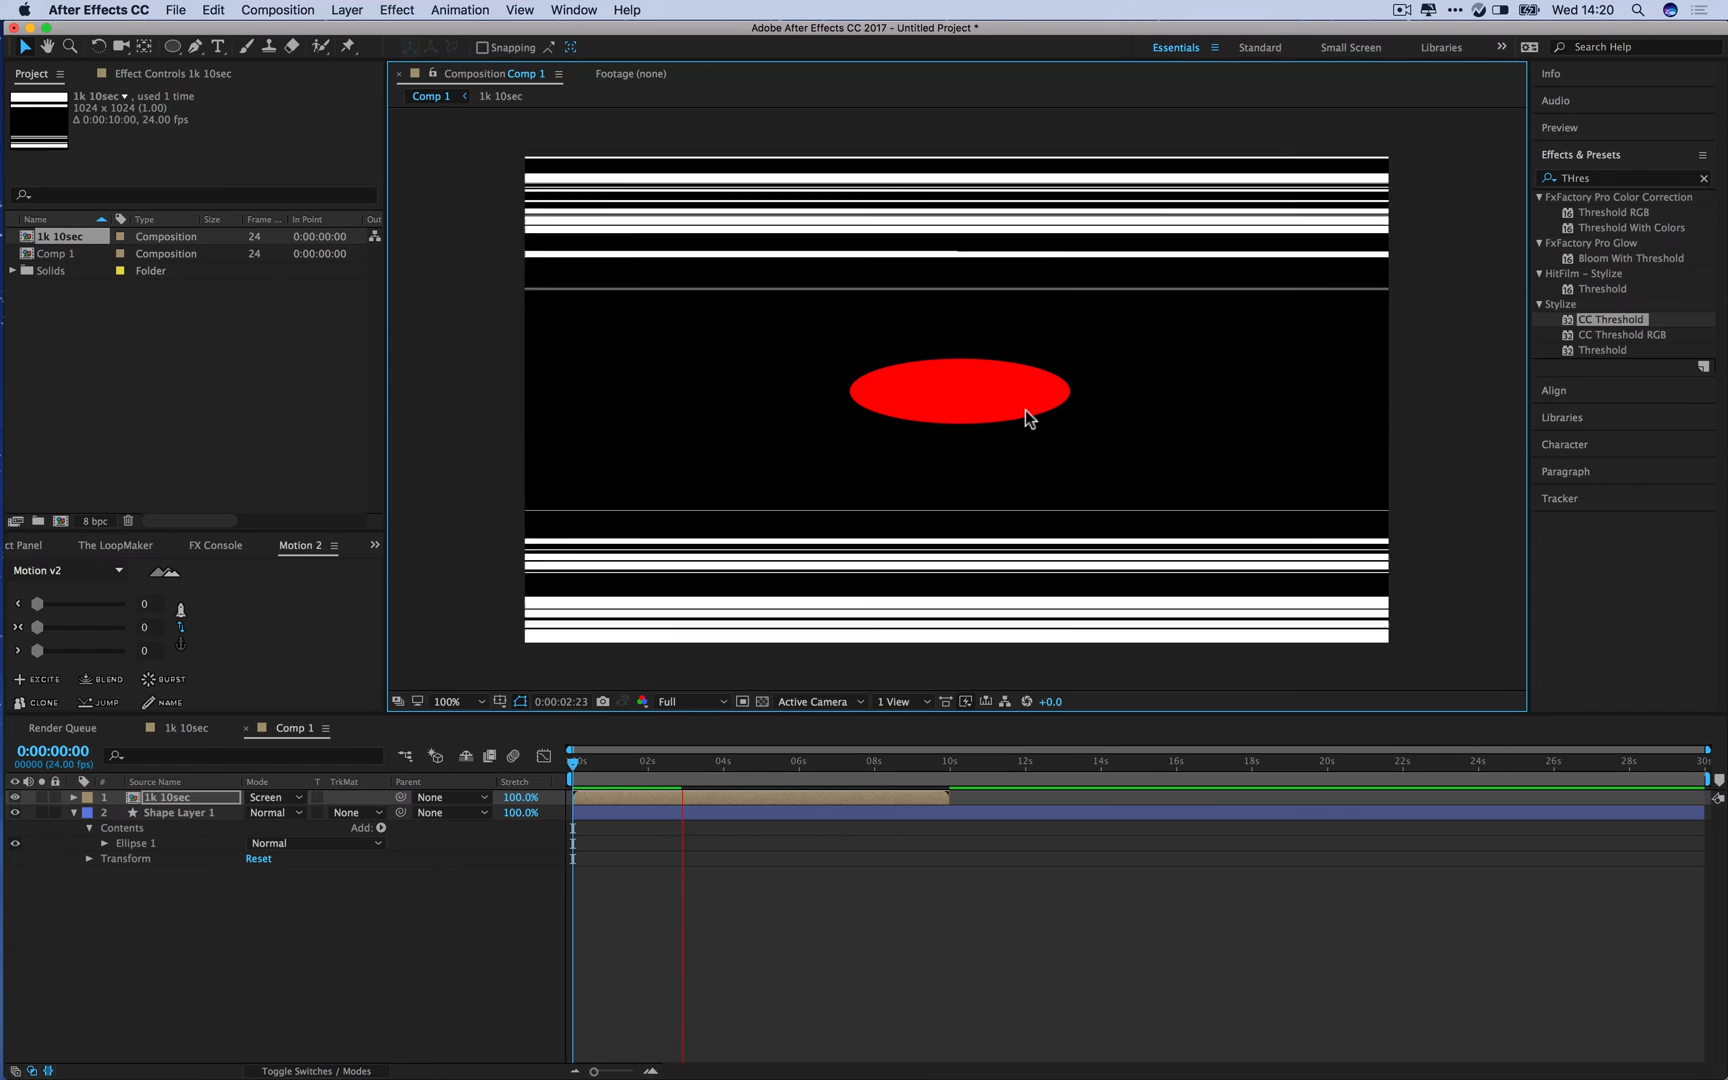 After Effects CC File Edit Composition Layer Effect Animation View Window Help Wed 14:20
Adobe After Effects CC 2017 - Untitled Project *
Snapping Essentials Standard Small Screen Libraries Search Help
Project Effect Controls 1k 10sec
1k 10sec , used 1 time
1024 x 1024 (1.00)
Δ 0:00:10:00, 24.00 fps
Name Type Size Frame ... In Point Out
1k 10sec Composition 24 0:00:00:00
Comp 1 Composition 24 0:00:00:00
Solids Folder
8 bpc
ct Panel The LoopMaker FX Console Motion 2
Motion v2
0
0
0
EXCITE BLEND BURST
CLONE JUMP NAME
Composition Comp 1 Footage (none)
Comp 1 1k 10sec
100% 0:00:02:23 Full Active Camera 1 View +0.0
Info
Audio
Preview
Effects & Presets
THres
FxFactory Pro Color Correction
Threshold RGB
Threshold With Colors
FxFactory Pro Glow
Bloom With Threshold
HitFilm - Stylize
Threshold
Stylize
CC Threshold
CC Threshold RGB
Threshold
Align
Libraries
Character
Paragraph
Tracker
Render Queue 1k 10sec Comp 1
0:00:00:00
00000 (24.00 fps)
02s 04s 06s 08s 10s 12s 14s 16s 18s 20s 22s 24s 26s 28s 30s
# Source Name Mode T TrkMat Parent Stretch
1 1k 10sec Screen None 100.0%
2 Shape Layer 1 Normal None None 100.0%
Contents Add:
Ellipse 1 Normal
Transform Reset
Toggle Switches / Modes